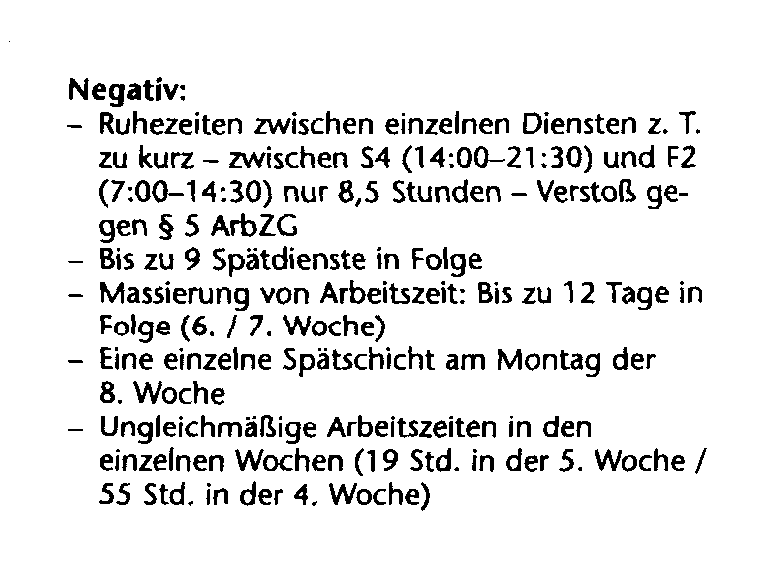 Negativ:
– Ruhezeiten zwischen einzelnen Diensten z. T.
zu kurz – zwischen S4 (14:00–21:30) und F2
(7:00–14:30) nur 8,5 Stunden – Verstoß ge-
gen § 5 ArbZG
– Bis zu 9 Spätdienste in Folge
– Massierung von Arbeitszeit: Bis zu 12 Tage in
Folge (6. / 7. Woche)
– Eine einzelne Spätschicht am Montag der
8. Woche
– Ungleichmäßige Arbeitszeiten in den
einzelnen Wochen (19 Std. in der 5. Woche /
55 Std. in der 4. Woche)